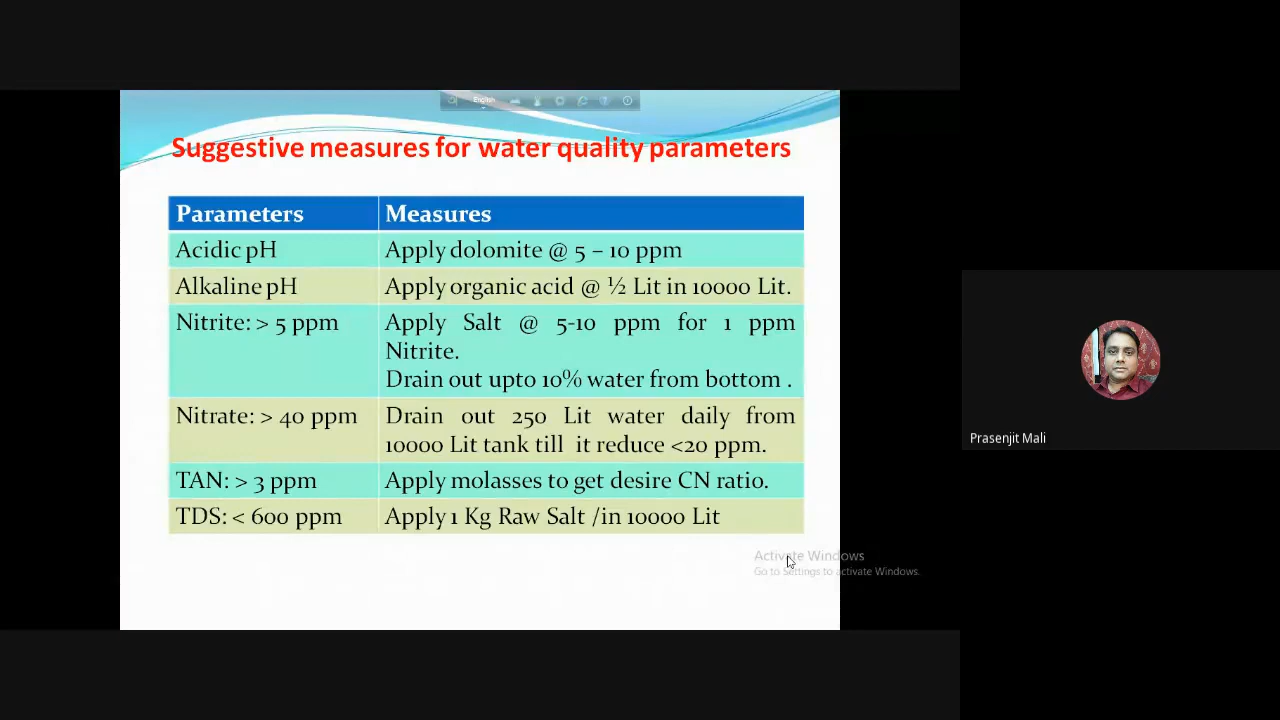 English
Suggestive measures for water quality parameters
Parameters Measures
Acidic pH Apply dolomite @ 5 – 10 ppm
Alkaline pH Apply organic acid @ ½ Lit in 10000 Lit.
Nitrite: > 5 ppm Apply Salt @ 5-10 ppm for 1 ppm
Nitrite.
Drain out upto 10% water from bottom .
Nitrate: > 40 ppm Drain out 250 Lit water daily from
10000 Lit tank till it reduce <20 ppm.
TAN: > 3 ppm Apply molasses to get desire CN ratio.
TDS: < 600 ppm Apply 1 Kg Raw Salt /in 10000 Lit
Activate Windows
Go to Settings to activate Windows.
Prasenjit Mali